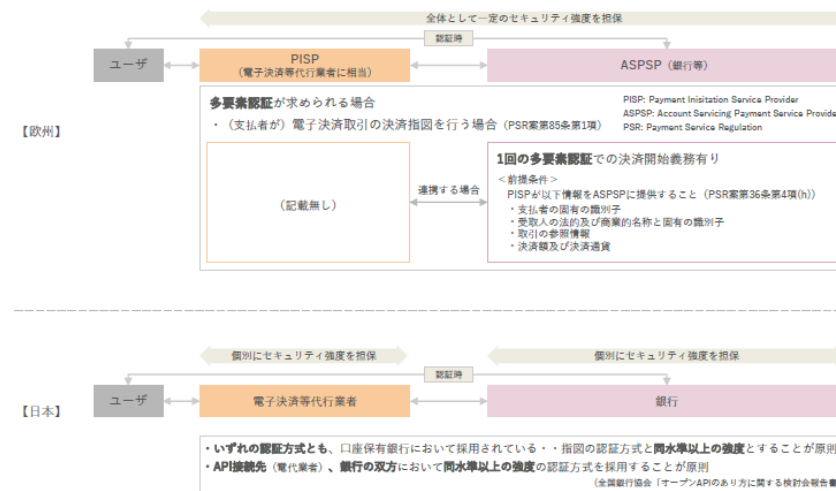 全体として一定のセキュリティ強度を担保
認証時
ユーザ
PISP
(電子決済等代行業者に相当)
ASPSP(銀行等)
【欧州】
多要素認証が求められる場合
・(支払者が)電子決済取引の決済指図を行う場合(PSR案第85条第1項)
PISP: Payment Inisitation Service Provider
ASPSP: Account Servicing Payment Service Provide
PSR: Payment Service Regulation
(記載無し)
連携する場合
1回の多要素認証での決済開始義務有り
<前提条件>
PISPが以下情報をASPSPに提供すること(PSR案第36条第4項(h))
・支払者の固有の識別子
・受取人の法的及び商業的名称と固有の識別子
・取引の参照情報
・決済額及び決済通貨
個別にセキュリティ強度を担保
個別にセキュリティ強度を担保
認証時
【日本】
ユーザ
電子決済等代行業者
銀行
・いずれの認証方式とも、口座保有銀行において採用されている・・指図の認証方式と同水準以上の強度とすることが原則
・API接続先(電代業者)、銀行の双方において同水準以上の強度の認証方式を採用することが原則
(全国銀行協会「オープンAPIのあり方に関する検討会報告書